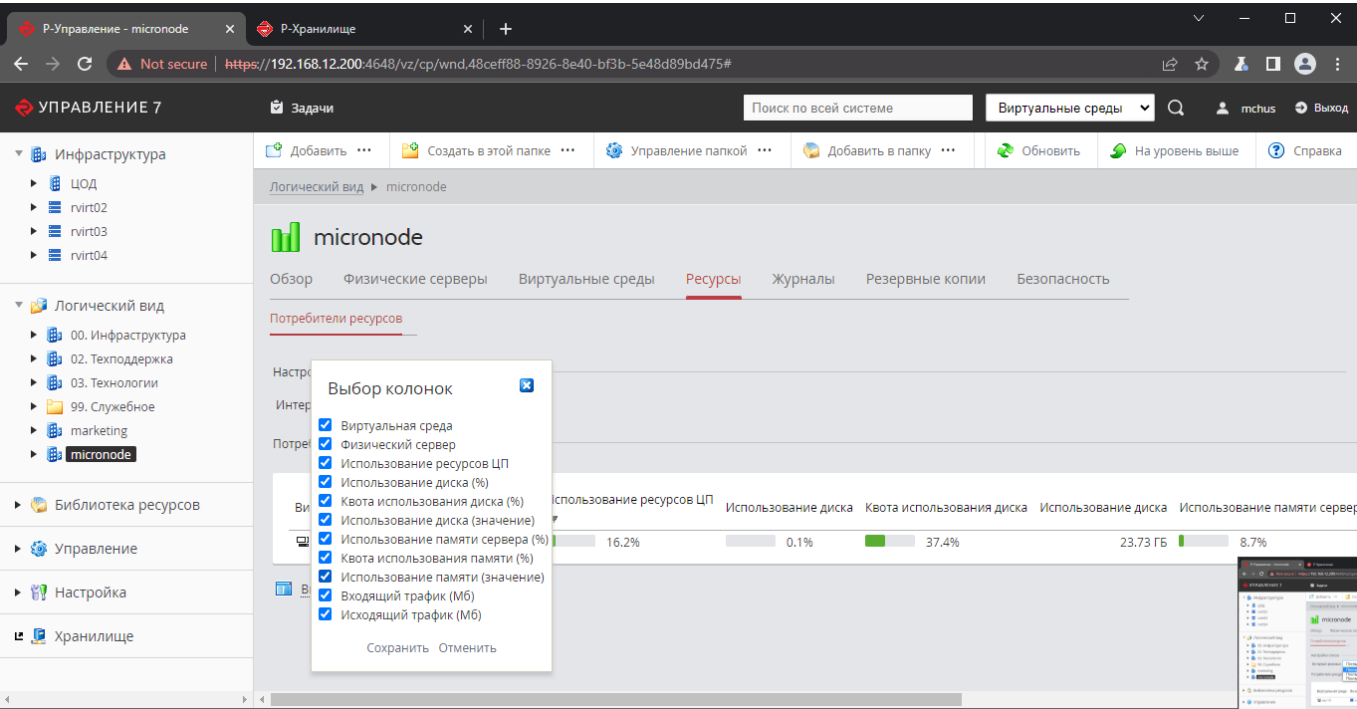 Р-Управление - micronode
Р-Хранилище
Not secure | https://192.168.12.200:4648/vz/cp/wnd,48ceff88-8926-8e40-bf3b-5e48d89bd475#
УПРАВЛЕНИЕ 7
Задачи
Поиск по всей системе
Виртуальные среды
mchus
Выход
Инфраструктура
ЦОД
rvirt02
rvirt03
rvirt04
Логический вид
00. Инфраструктура
02. Техподдержка
03. Технологии
99. Служебное
marketing
micronode
Библиотека ресурсов
Управление
Настройка
Хранилище
Добавить ••• Создать в этой папке ••• Управление папкой ••• Добавить в папку ••• Обновить На уровень выше Справка
Логический вид micronode
micronode
Обзор Физические серверы Виртуальные среды Ресурсы Журналы Резервные копии Безопасность
Потребители ресурсов
Настро
Интер
Потреб
Выбор колонок
Виртуальная среда
Физический сервер
Использование ресурсов ЦП
Использование диска (%)
Квота использования диска (%)
Использование диска (значение)
Использование памяти сервера (%)
Квота использования памяти (%)
Использование памяти (значение)
Входящий трафик (Мб)
Исходящий трафик (Мб)
Сохранить Отменить
Ви Использование ресурсов ЦП Использование диска Квота использования диска Использование диска Использование памяти сервер
16.2% 0.1% 37.4% 23.73 ГБ 8.7%
В
micronode